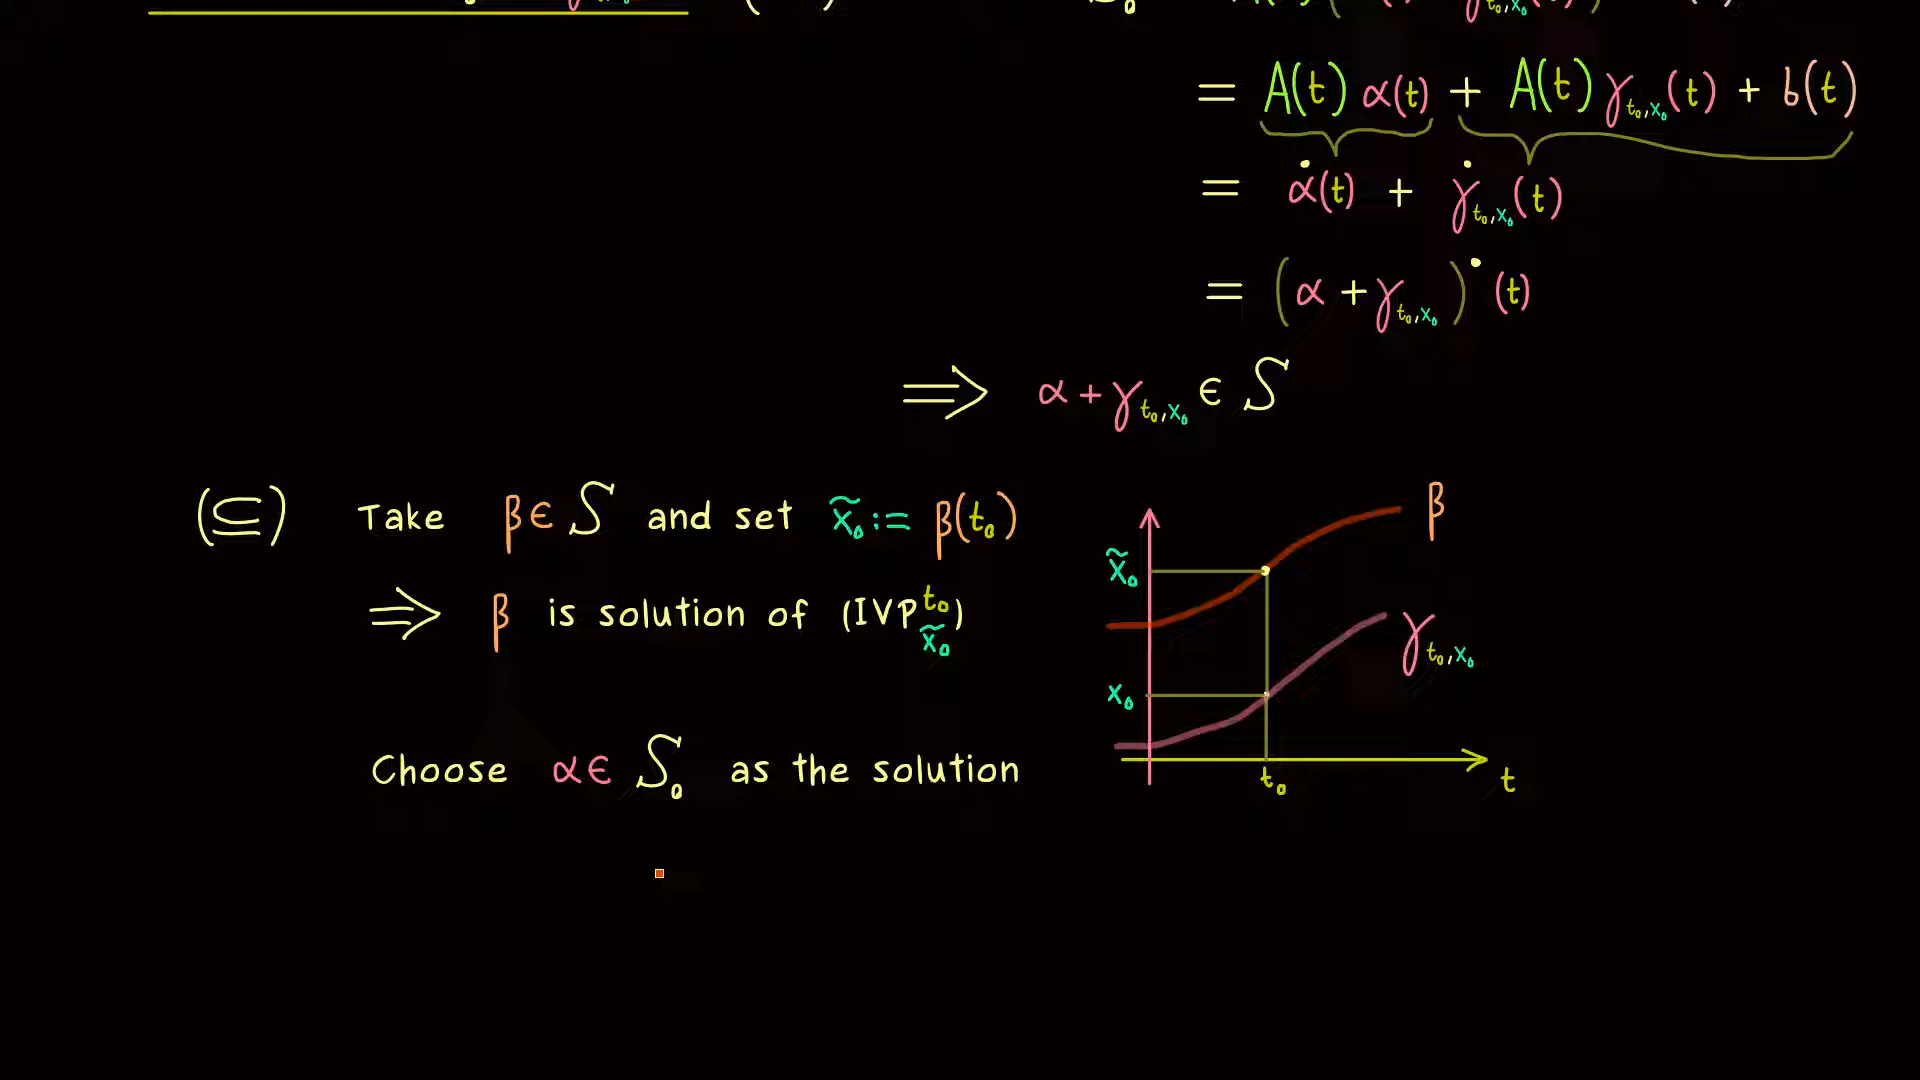 = A(t) α(t) + A(t) γ_{t₀,x₀}(t) + b(t)
= α̇(t) + γ̇_{t₀,x₀}(t)
= (α + γ_{t₀,x₀})˙ (t)
⟹ α + γ_{t₀,x₀} ∈ S
(⊆) Take β ∈ S and set x̃₀ := β(t₀)
⟹ β is solution of (IVP^{t₀}_{x̃₀})
Choose α ∈ S₀ as the solution
β
x̃₀
γ_{t₀,x₀}
x₀
t₀
t